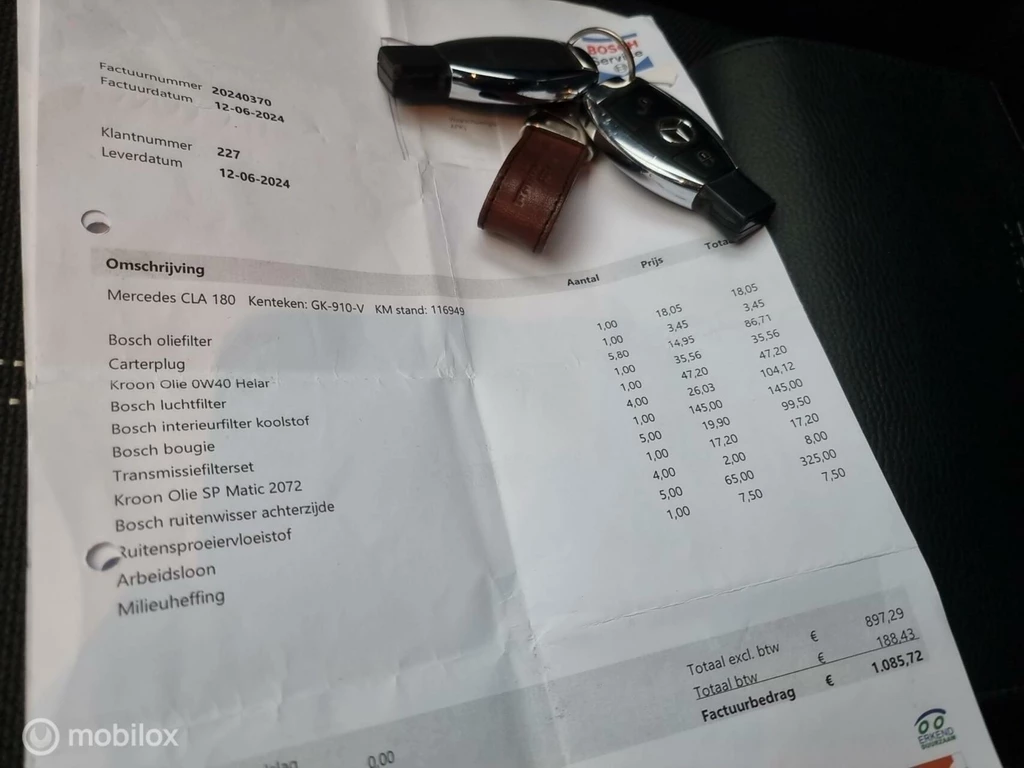 BOSCH
Service
Factuurnummer 20240370
Factuurdatum 12-06-2024
Klantnummer 227
Leverdatum 12-06-2024
Omschrijving Aantal Prijs Totaa
Mercedes CLA 180 Kenteken: GK-910-V KM stand: 116949
Bosch oliefilter 1,00 18,05 18,05
Carterplug 1,00 3,45 3,45
Kroon Olie 0W40 Helar 5,80 14,95 86,71
Bosch luchtfilter 1,00 35,56 35,56
Bosch interieurfilter koolstof 1,00 47,20 47,20
Bosch bougie 4,00 26,03 104,12
Transmissiefilterset 1,00 145,00 145,00
Kroon Olie SP Matic 2072 5,00 19,90 99,50
Bosch ruitenwisser achterzijde 1,00 17,20 17,20
Ruitensproeiervloeistof 4,00 2,00 8,00
Arbeidsloon 5,00 65,00 325,00
Milieuheffing 1,00 7,50 7,50
Totaal excl. btw € 897,29
Totaal btw € 188,43
Factuurbedrag € 1.085,72
0,00
ERKEND
DUURZAAM
mobilox